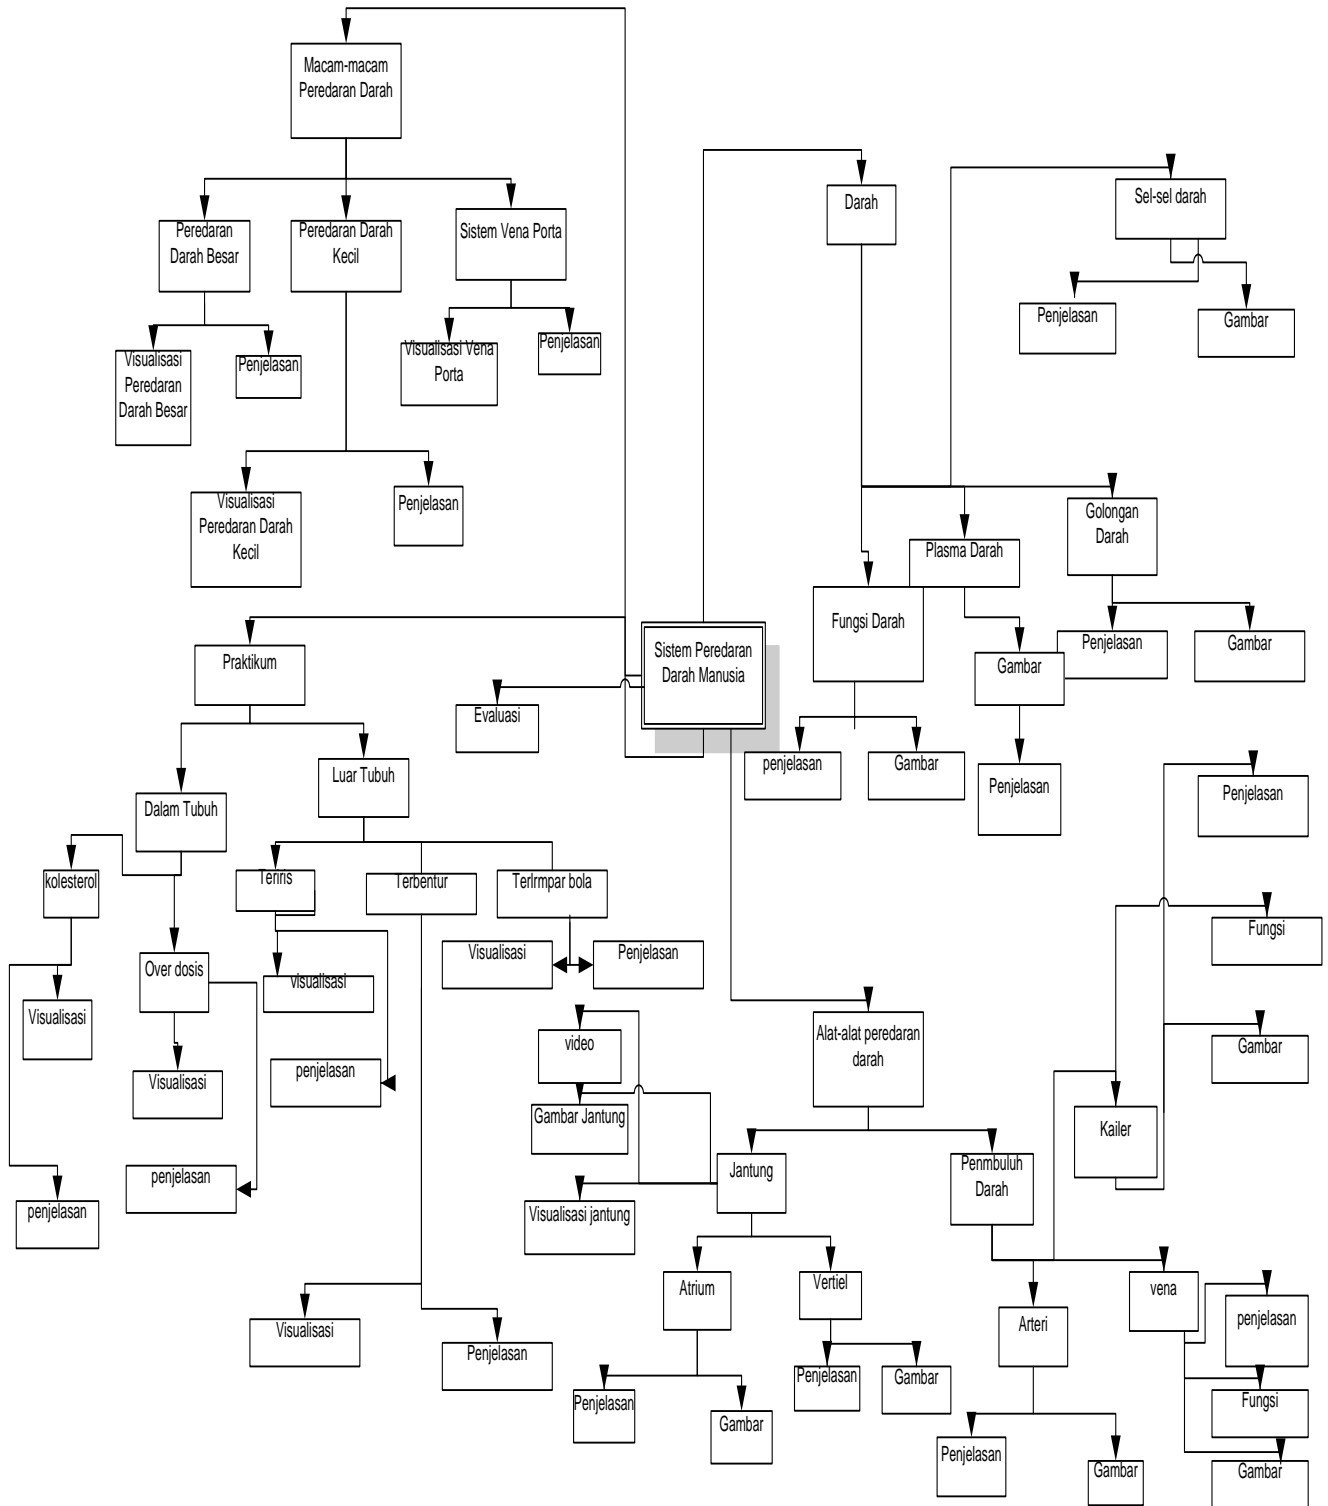 Macam-macam
Peredaran Darah
Peredaran
Darah Besar
Peredaran Darah
Kecil
Sistem Vena Porta
Visualisasi
Peredaran
Darah Besar
Penjelasan
Visualisasi Vena
Porta
Penjelasan
Visualisasi
Peredaran Darah
Kecil
Penjelasan
Darah
Sel-sel darah
Penjelasan
Gambar
Golongan
Darah
Plasma Darah
Fungsi Darah
Penjelasan
Gambar
Gambar
penjelasan
Gambar
Penjelasan
Sistem Peredaran
Darah Manusia
Evaluasi
Praktikum
Luar Tubuh
Dalam Tubuh
kolesterol
Teriris
Terbentur
Terlrmpar bola
Visualisasi
Penjelasan
Over dosis
visualisasi
Visualisasi
penjelasan
Visualisasi
penjelasan
penjelasan
Visualisasi
Penjelasan
Penjelasan
Fungsi
Gambar
Alat-alat peredaran
darah
video
Gambar Jantung
Kailer
Jantung
Penmbuluh
Darah
Visualisasi jantung
Atrium
Vertiel
Arteri
vena
penjelasan
Penjelasan
Gambar
Penjelasan
Gambar
Fungsi
Penjelasan
Gambar
Gambar